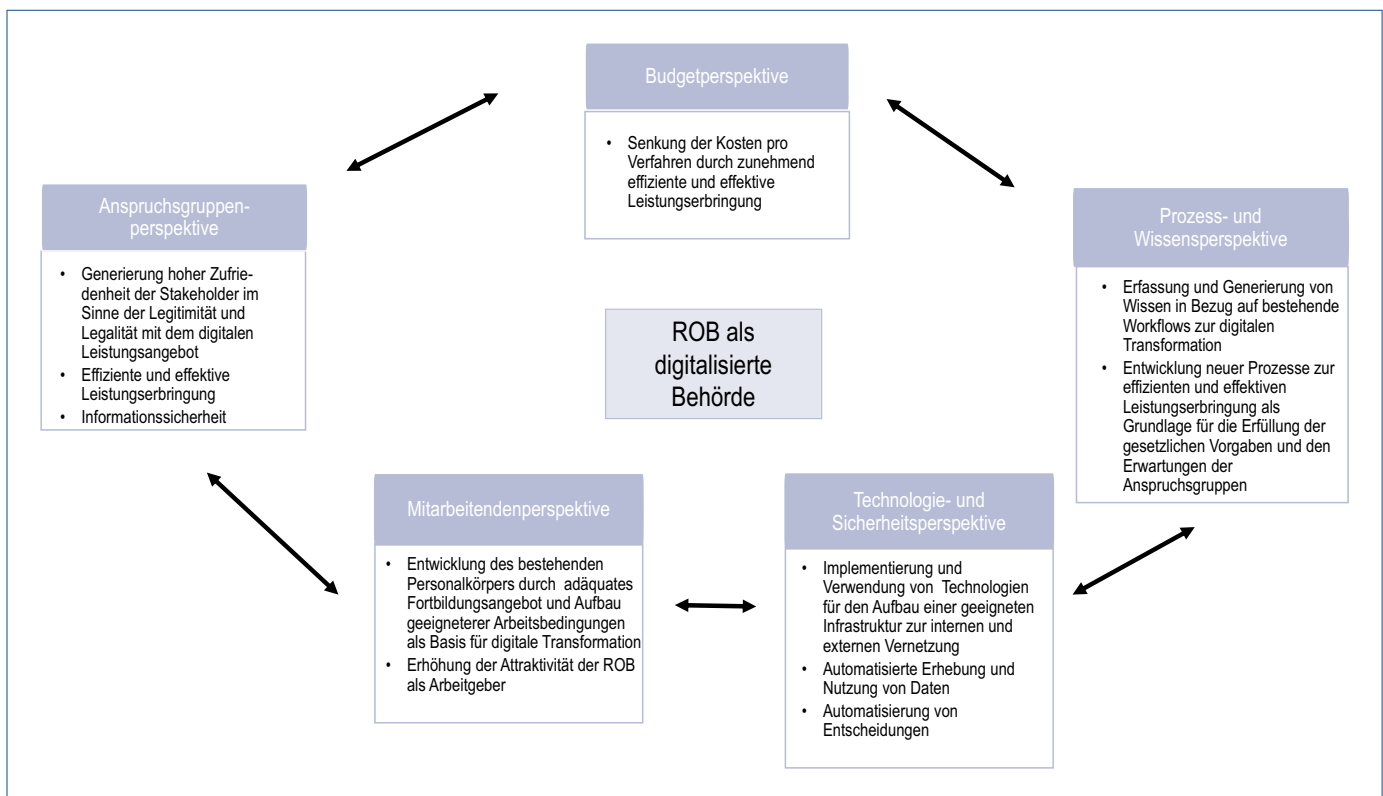 Budgetperspektive
• Senkung der Kosten pro
Verfahren durch zunehmend
effiziente und effektive
Leistungserbringung
Anspruchsgruppen-
perspektive
• Generierung hoher Zufrie-
denheit der Stakeholder im
Sinne der Legitimität und
Legalität mit dem digitalen
Leistungsangebot
• Effiziente und effektive
Leistungserbringung
• Informationssicherheit
Prozess- und
Wissensperspektive
• Erfassung und Generierung von
Wissen in Bezug auf bestehende
Workflows zur digitalen
Transformation
• Entwicklung neuer Prozesse zur
effizienten und effektiven
Leistungserbringung als
Grundlage für die Erfüllung der
gesetzlichen Vorgaben und den
Erwartungen der
Anspruchsgruppen
ROB als
digitalisierte
Behörde
Mitarbeitendenperspektive
• Entwicklung des bestehenden
Personalkörpers durch adäquates
Fortbildungsangebot und Aufbau
geeigneterer Arbeitsbedingungen
als Basis für digitale Transformation
• Erhöhung der Attraktivität der ROB
als Arbeitgeber
Technologie- und
Sicherheitsperspektive
• Implementierung und
Verwendung von Technologien
für den Aufbau einer geeigneten
Infrastruktur zur internen und
externen Vernetzung
• Automatisierte Erhebung und
Nutzung von Daten
• Automatisierung von
Entscheidungen